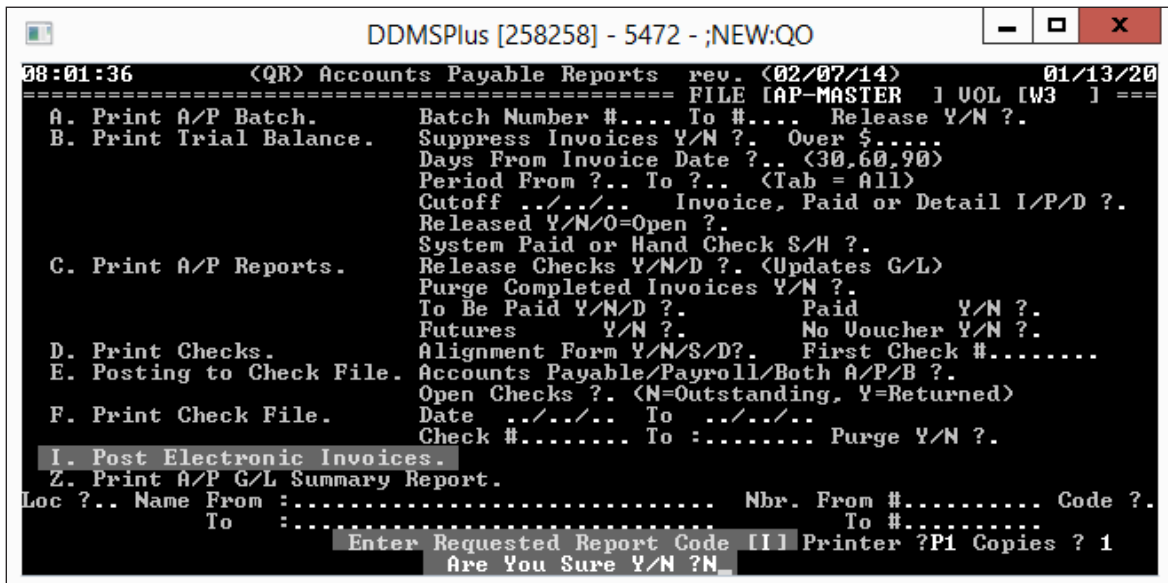 DDMSPlus [258258] - 5472 - ;NEW:QO
08:01:36 (QR) Accounts Payable Reports rev. (02/07/14) 01/13/20
============================================= FILE [AP-MASTER ] VOL [W3 ] ===
A. Print A/P Batch. Batch Number #.... To #.... Release Y/N ?.
B. Print Trial Balance. Suppress Invoices Y/N ?. Over $.....
Days From Invoice Date ?.. (30,60,90)
Period From ?.. To ?.. (Tab = All)
Cutoff ../../.. Invoice, Paid or Detail I/P/D ?.
Released Y/N/O=Open ?.
System Paid or Hand Check S/H ?.
C. Print A/P Reports. Release Checks Y/N/D ?. (Updates G/L)
Purge Completed Invoices Y/N ?.
To Be Paid Y/N/D ?. Paid Y/N ?.
Futures Y/N ?. No Voucher Y/N ?.
D. Print Checks. Alignment Form Y/N/S/D?. First Check #........
E. Posting to Check File. Accounts Payable/Payroll/Both A/P/B ?.
Open Checks ?. (N=Outstanding, Y=Returned)
F. Print Check File. Date ../../.. To ../../..
Check #........ To :........ Purge Y/N ?.
I. Post Electronic Invoices.
Z. Print A/P G/L Summary Report.
Loc ?.. Name From :.............................. Nbr. From #.......... Code ?.
To :.............................. To #..........
Enter Requested Report Code [I] Printer ?P1 Copies ? 1
Are You Sure Y/N ?N_